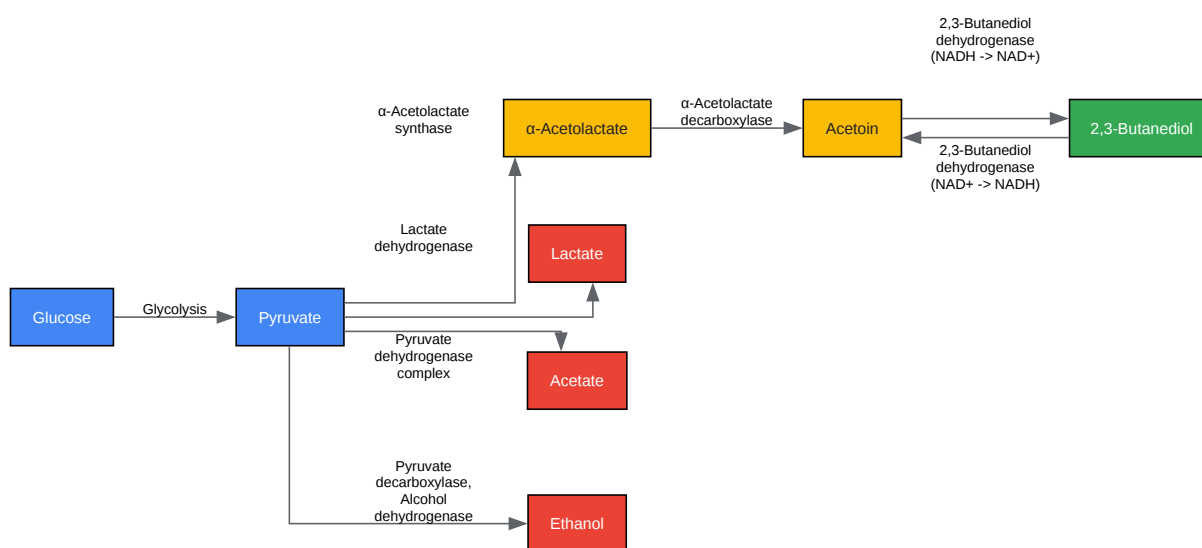 2,3-Butanediol
dehydrogenase
(NADH -> NAD+)
α-Acetolactate
synthase
α-Acetolactate
α-Acetolactate
decarboxylase
Acetoin
2,3-Butanediol
2,3-Butanediol
dehydrogenase
(NAD+ -> NADH)
Lactate
dehydrogenase
Lactate
Glucose
Glycolysis
Pyruvate
Pyruvate
dehydrogenase
complex
Acetate
Pyruvate
decarboxylase,
Alcohol
dehydrogenase
Ethanol